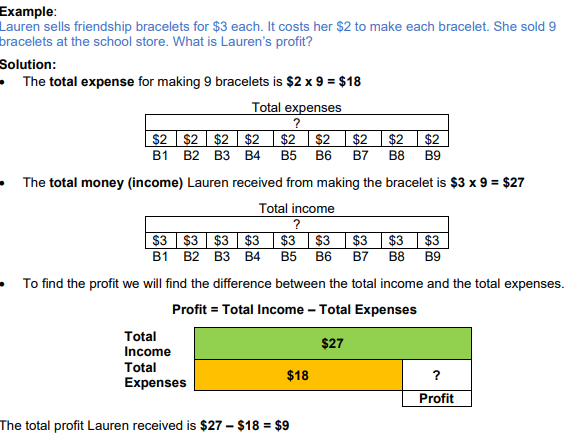 Example:
Lauren sells friendship bracelets for $3 each. It costs her $2 to make each bracelet. She sold 9
bracelets at the school store. What is Lauren's profit?
Solution:
• The total expense for making 9 bracelets is $2 x 9 = $18
Total expenses
?
$2 $2 $2 $2 $2 $2 $2 $2 $2
B1 B2 B3 B4 B5 B6 B7 B8 B9
• The total money (income) Lauren received from making the bracelet is $3 x 9 = $27
Total income
?
$3 $3 $3 $3 $3 $3 $3 $3 $3
B1 B2 B3 B4 B5 B6 B7 B8 B9
• To find the profit we will find the difference between the total income and the total expenses.
Profit = Total Income – Total Expenses
Total
Income
$27
Total
Expenses
$18
?
Profit
The total profit Lauren received is $27 – $18 = $9